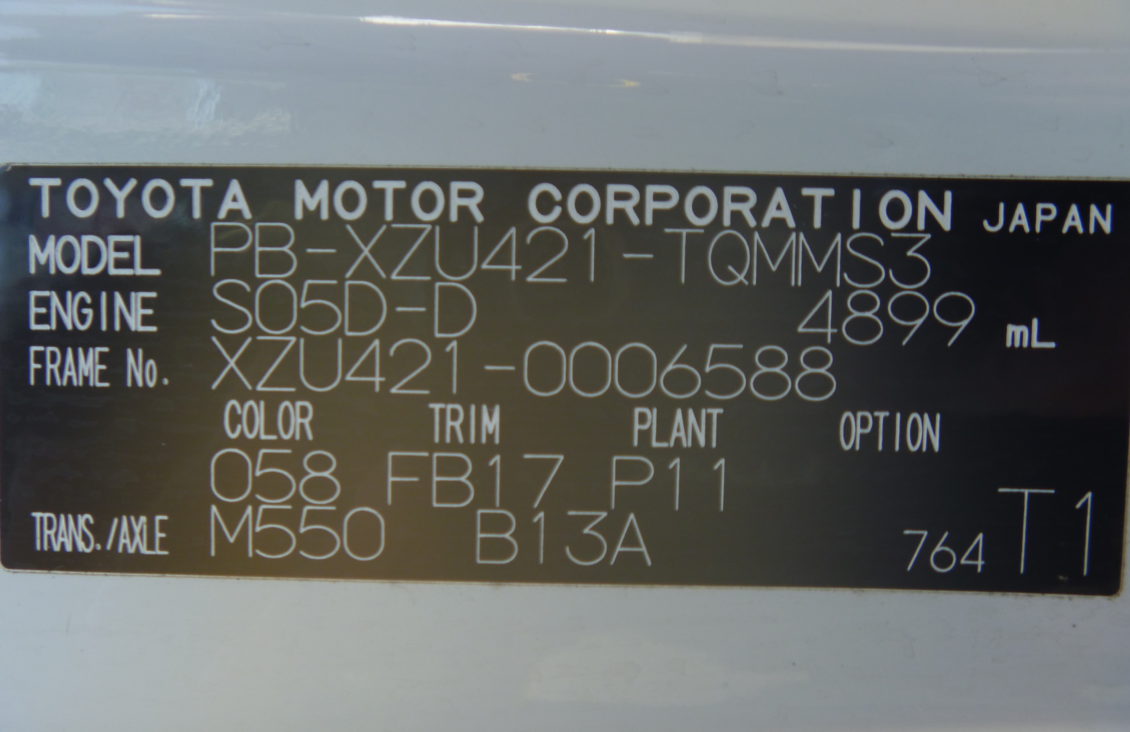 TOYOTA MOTOR CORPORATION JAPAN
MODEL PB-XZU421-TQMMS3
ENGINE S05D-D 4899 mL
FRAME No. XZU421-0006588
COLOR TRIM PLANT OPTION
058 FB17 P11
TRANS./AXLE M550 B13A 764 T1